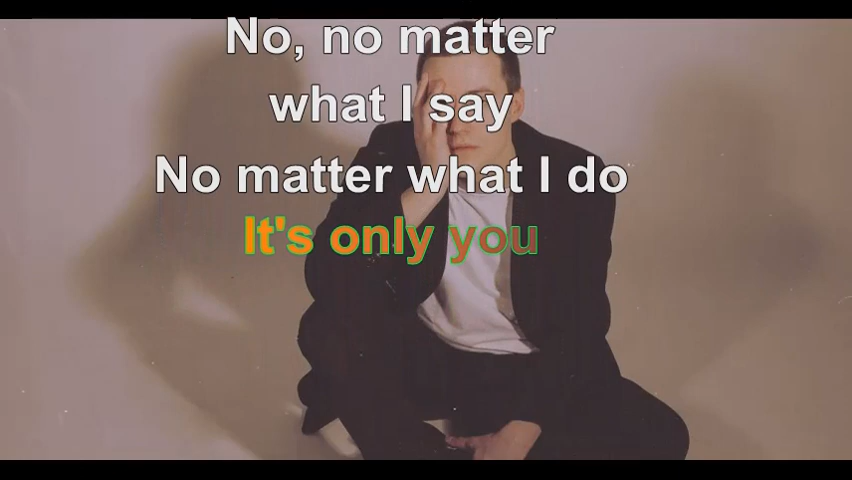 No, no matter
what I say
No matter what I do
It's only you